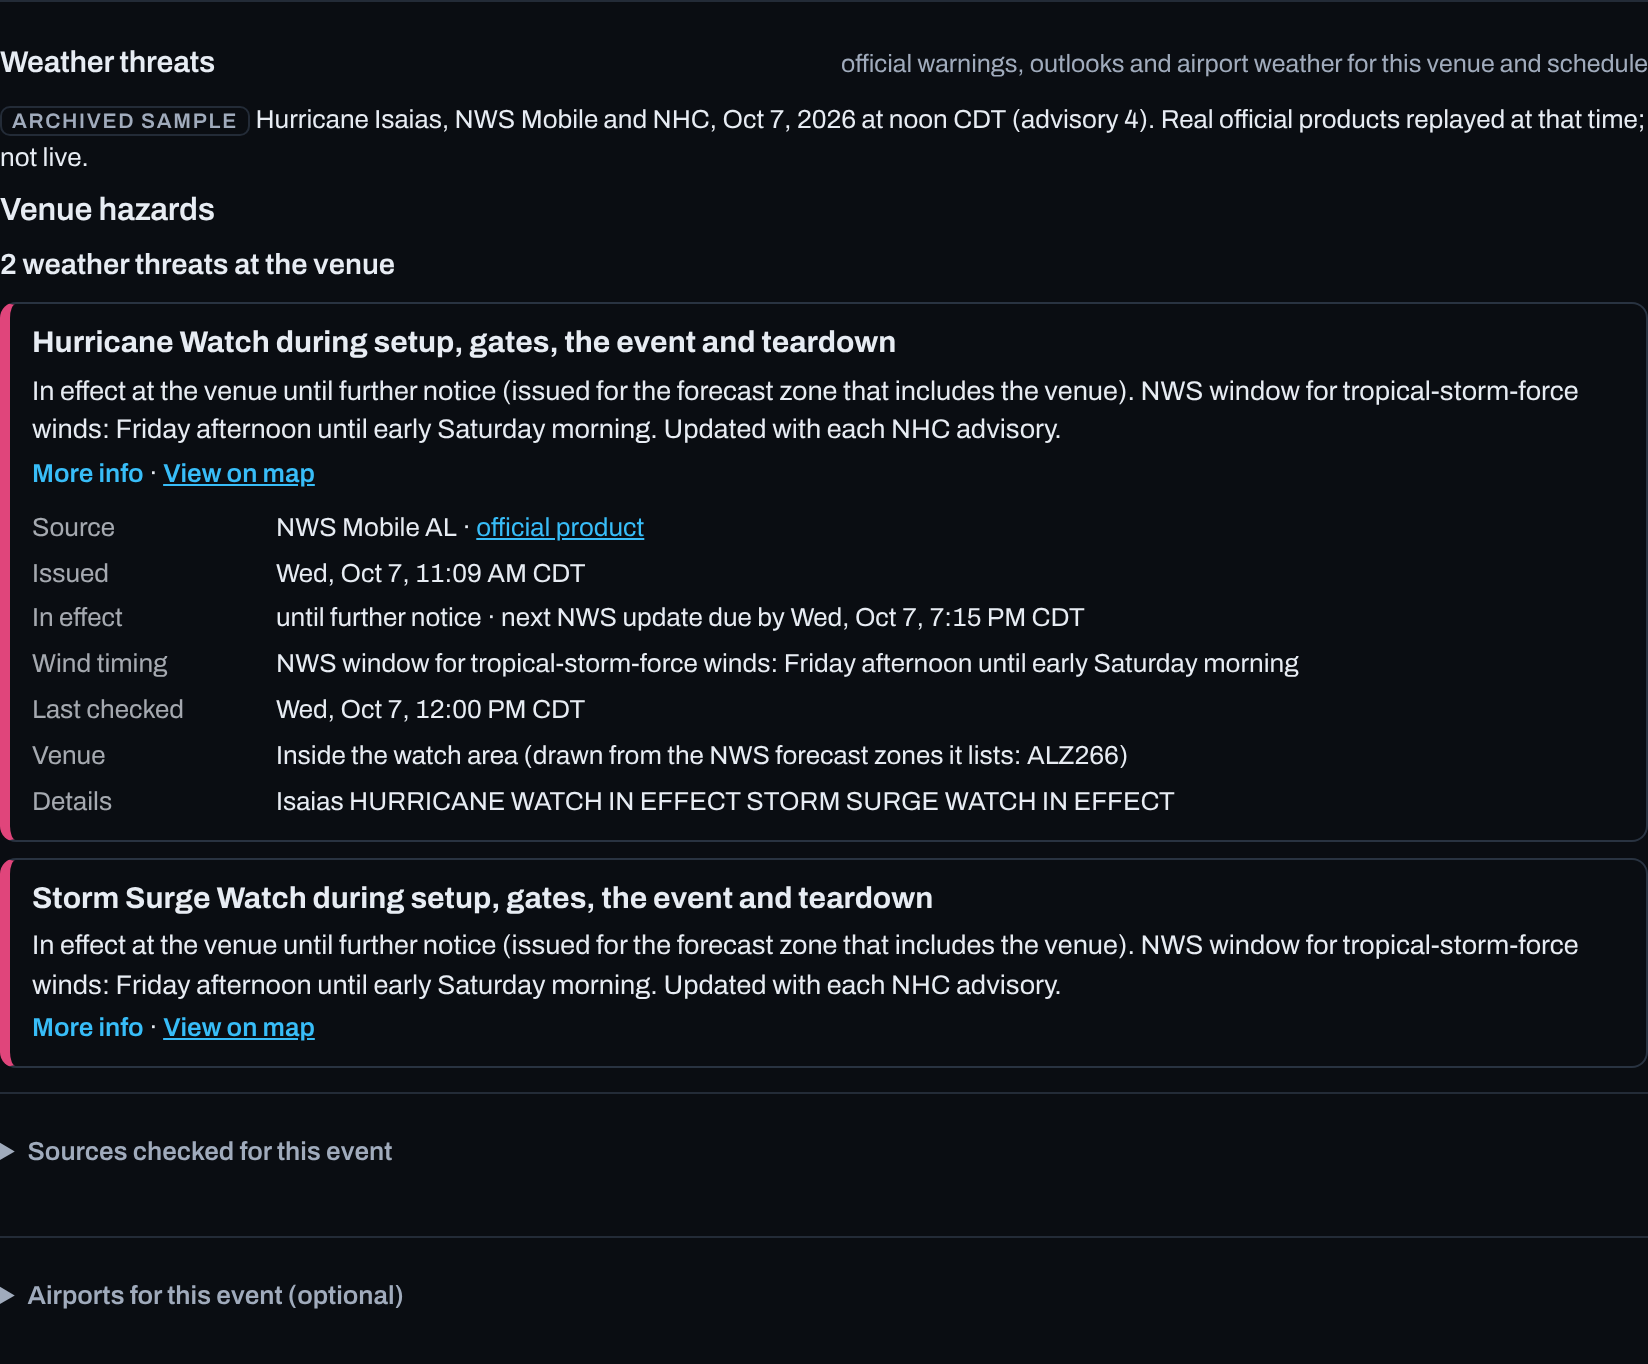 Weather threats
official warnings, outlooks and airport weather for this venue and schedule
ARCHIVED SAMPLE Hurricane Isaias, NWS Mobile and NHC, Oct 7, 2026 at noon CDT (advisory 4). Real official products replayed at that time;
not live.
Venue hazards
2 weather threats at the venue
Hurricane Watch during setup, gates, the event and teardown
In effect at the venue until further notice (issued for the forecast zone that includes the venue). NWS window for tropical-storm-force
winds: Friday afternoon until early Saturday morning. Updated with each NHC advisory.
More info · View on map
Source NWS Mobile AL · official product
Issued Wed, Oct 7, 11:09 AM CDT
In effect until further notice · next NWS update due by Wed, Oct 7, 7:15 PM CDT
Wind timing NWS window for tropical-storm-force winds: Friday afternoon until early Saturday morning
Last checked Wed, Oct 7, 12:00 PM CDT
Venue Inside the watch area (drawn from the NWS forecast zones it lists: ALZ266)
Details Isaias HURRICANE WATCH IN EFFECT STORM SURGE WATCH IN EFFECT
Storm Surge Watch during setup, gates, the event and teardown
In effect at the venue until further notice (issued for the forecast zone that includes the venue). NWS window for tropical-storm-force
winds: Friday afternoon until early Saturday morning. Updated with each NHC advisory.
More info · View on map
Sources checked for this event
Airports for this event (optional)